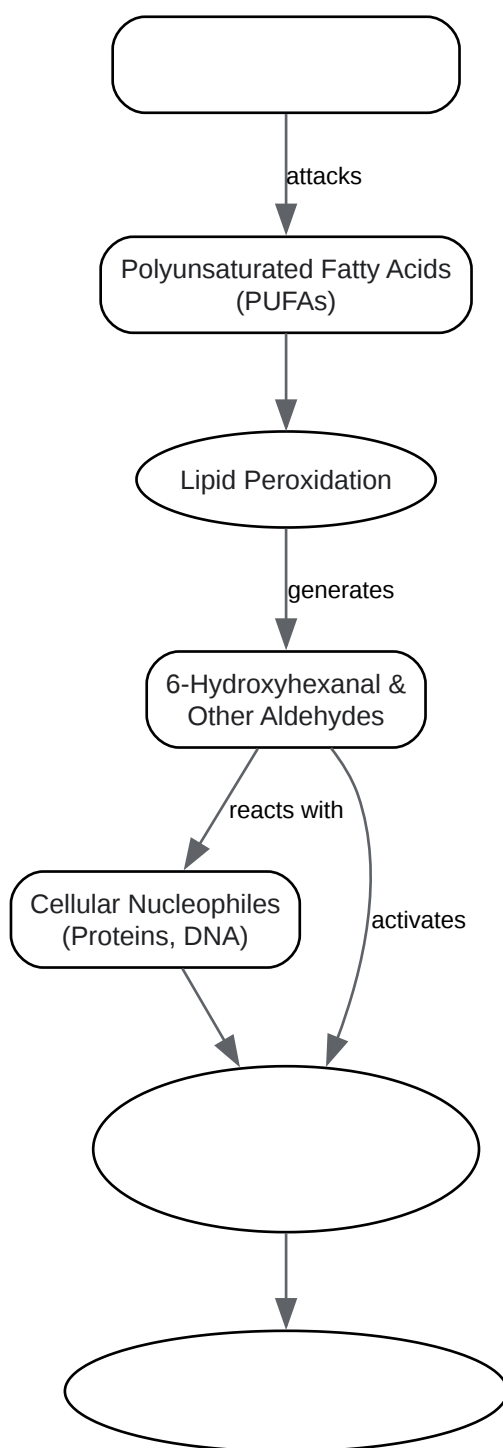 attacks
Polyunsaturated Fatty Acids
(PUFAs)
Lipid Peroxidation
generates
6-Hydroxyhexanal &
Other Aldehydes
reacts with
Cellular Nucleophiles
(Proteins, DNA)
activates